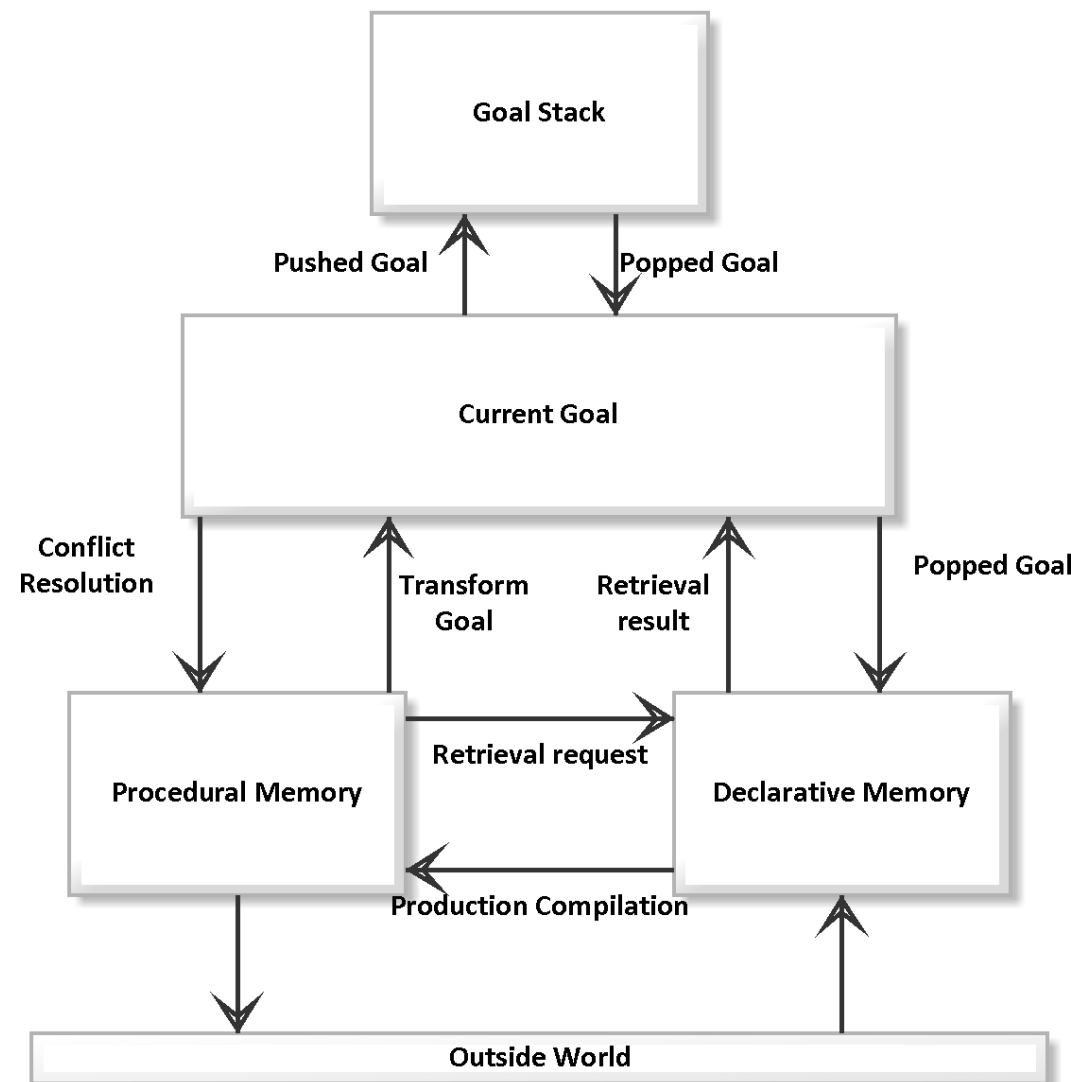 Goal Stack
Pushed Goal
Popped Goal
Current Goal
Conflict
Resolution
Transform
Goal
Retrieval
result
Popped Goal
Retrieval request
Procedural Memory
Declarative Memory
Production Compilation
Outside World